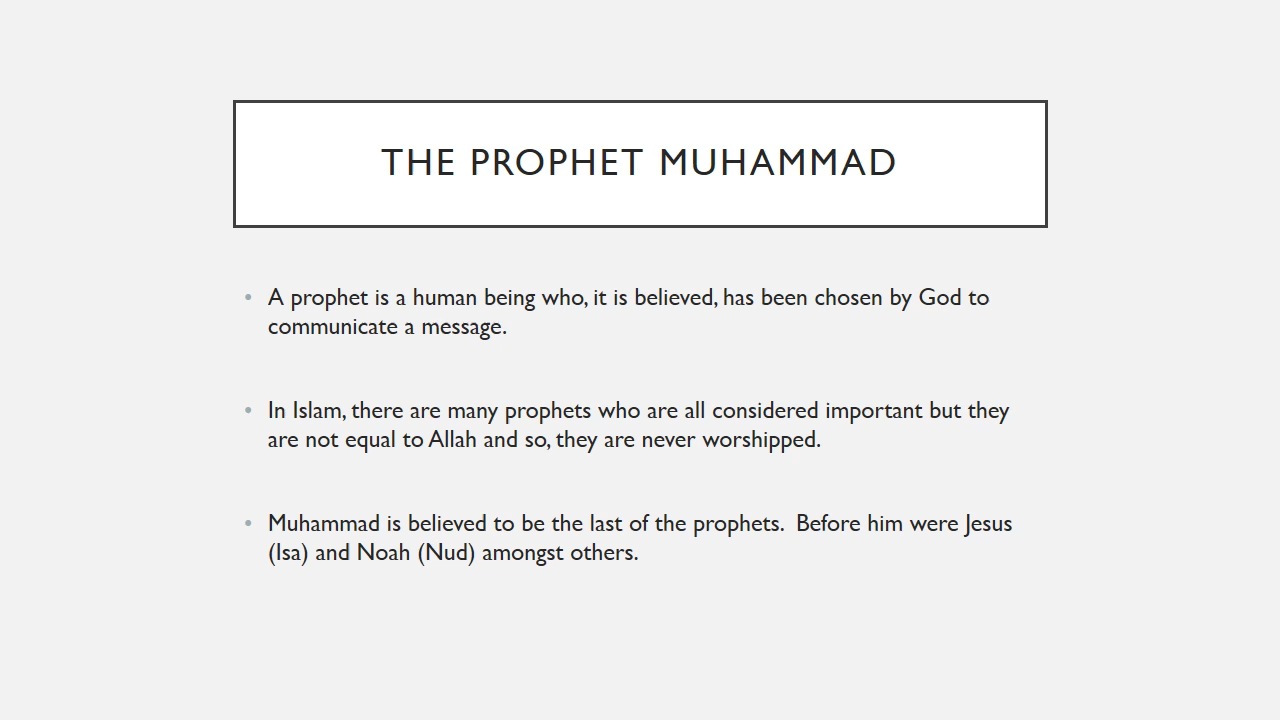 THE PROPHET MUHAMMAD
• A prophet is a human being who, it is believed, has been chosen by God to
communicate a message.
• In Islam, there are many prophets who are all considered important but they
are not equal to Allah and so, they are never worshipped.
• Muhammad is believed to be the last of the prophets.  Before him were Jesus
(Isa) and Noah (Nud) amongst others.